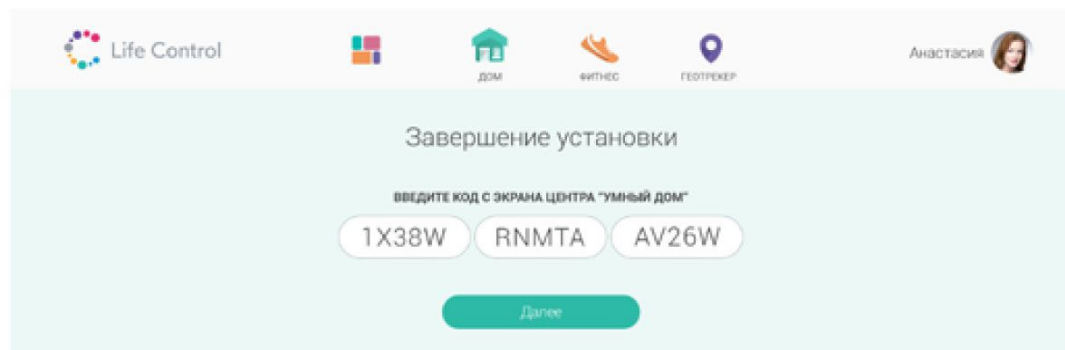 Life Control
ДОМ
ФИТНЕС
ГЕОТРЕКЕР
Анастасия
Завершение установки
ВВЕДИТЕ КОД С ЭКРАНА ЦЕНТРА "УМНЫЙ ДОМ"
1X38W RNMTA AV26W
Далее